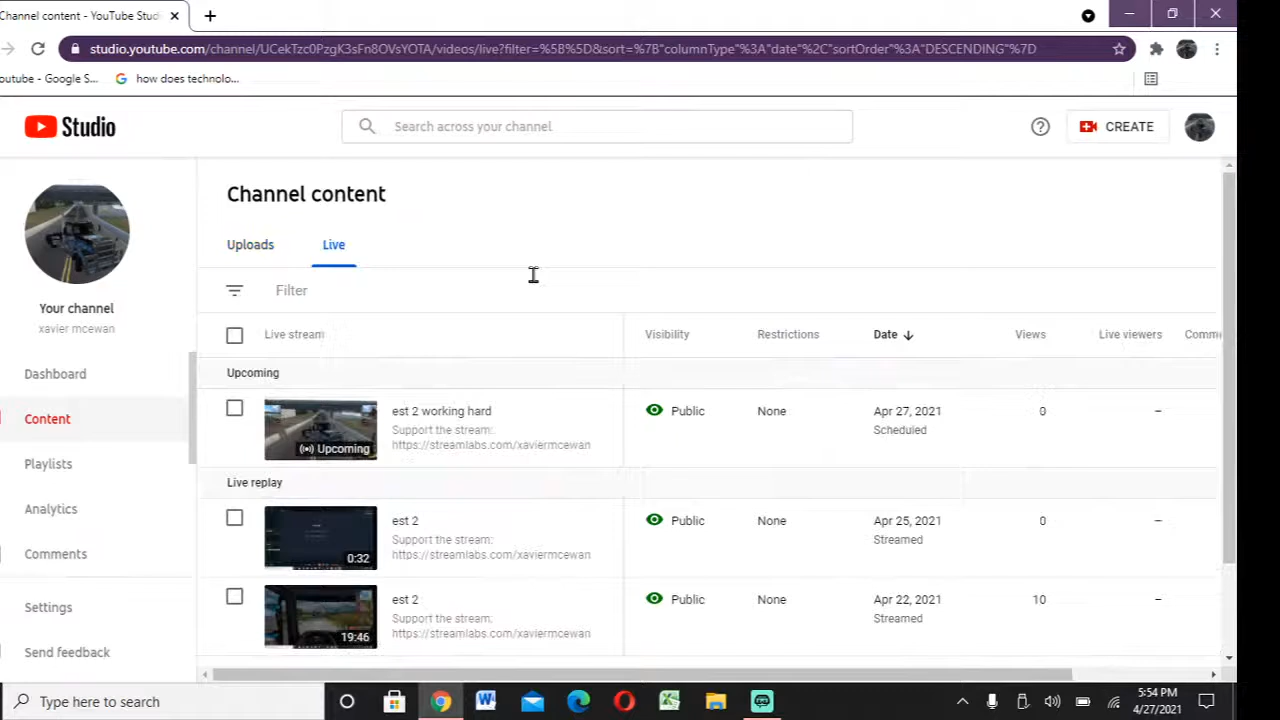 Channel content - YouTube Stud
studio.youtube.com/channel/UCekTzc0PzgK3sFn8OVsYOTA/videos/live?filter=%5B%5D&sort=%7B"columnType"%3A"date"%2C"sortOrder"%3A"DESCENDING"%7D
outube - Google S...
how does technolo...
Studio
Search across your channel
CREATE
Channel content
Uploads
Live
Filter
Your channel
xavier mcewan
Dashboard
Content
Playlists
Analytics
Comments
Settings
Send feedback
Live stream
Visibility
Restrictions
Date
Views
Live viewers
Comme
Upcoming
Upcoming
est 2 working hard
Support the stream:
https://streamlabs.com/xaviermcewan
Public
None
Apr 27, 2021
Scheduled
0
–
Live replay
0:32
est 2
Support the stream:
https://streamlabs.com/xaviermcewan
Public
None
Apr 25, 2021
Streamed
0
–
19:46
est 2
Support the stream:
https://streamlabs.com/xaviermcewan
Public
None
Apr 22, 2021
Streamed
10
–
Type here to search
5:54 PM
4/27/2021